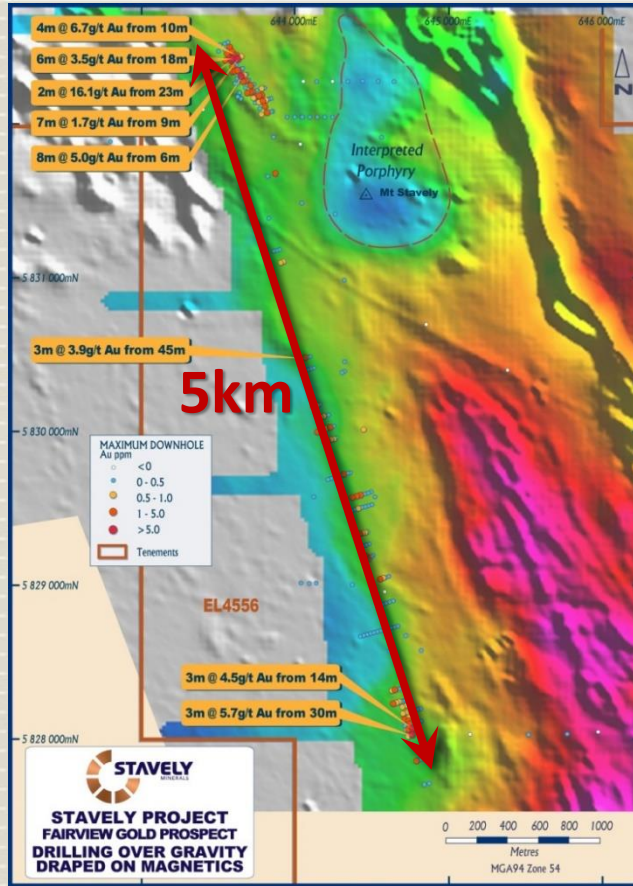 644 000mE
645 000mE
646 000mE
4m @ 6.7g/t Au from 10m
6m @ 3.5g/t Au from 18m
2m @ 16.1g/t Au from 23m
7m @ 1.7g/t Au from 9m
8m @ 5.0g/t Au from 6m
N
Interpreted
Porphyry
Mt Stavely
5 831 000mN
3m @ 3.9g/t Au from 45m
5km
5 830 000mN
MAXIMUM DOWNHOLE
Au ppm
<0
0 - 0.5
0.5 - 1.0
1 - 5.0
>5.0
Tenements
5 829 000mN
EL4556
3m @ 4.5g/t Au from 14m
3m @ 5.7g/t Au from 30m
5 828 000mN
STAVELY
MINERALS
STAVELY PROJECT
FAIRVIEW GOLD PROSPECT
DRILLING OVER GRAVITY
DRAPED ON MAGNETICS
0 200 400 600 800 1000
Metres
MGA94 Zone 54